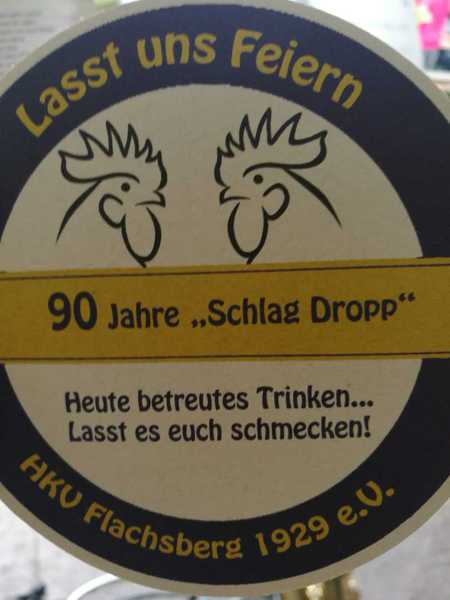 Lasst uns Feiern
90 Jahre „Schlag Dropp“
Heute betreutes Trinken...
Lasst es euch schmecken!
HKV Flachsberg 1929 e.V.